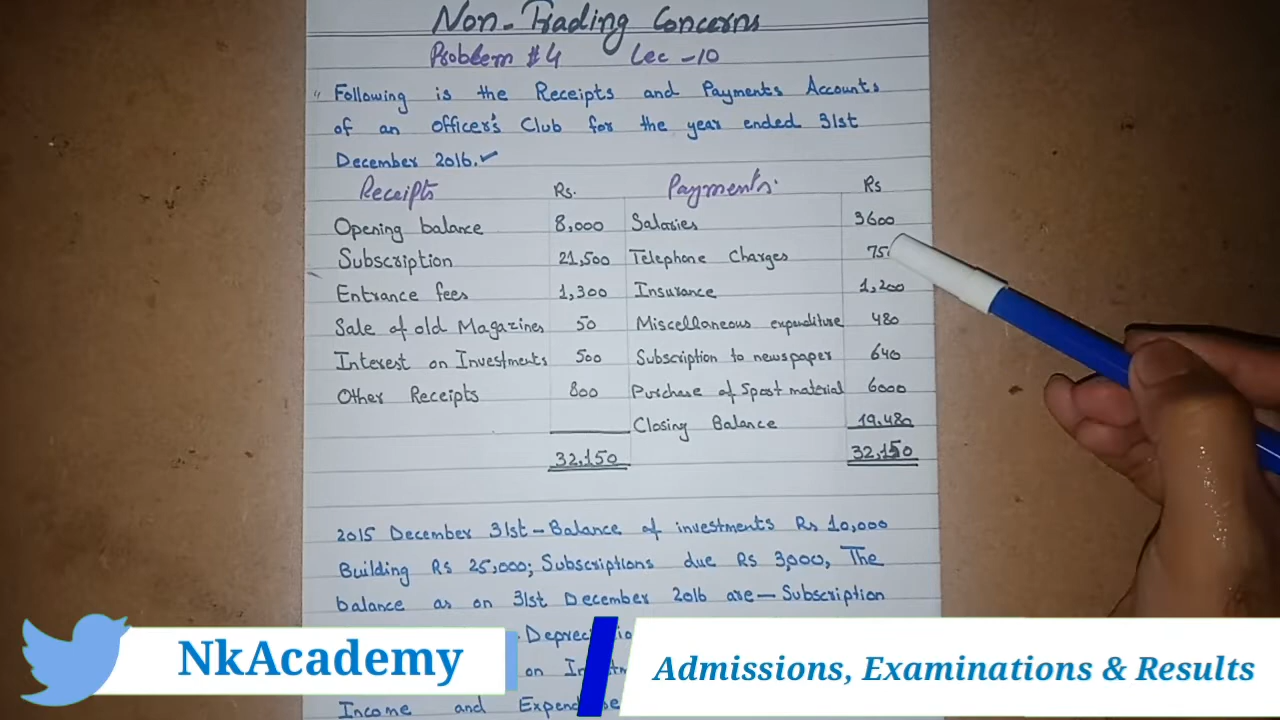 Non-Trading Concerns
Problem #4 Lec-10
Following is the Receipts and Payments Accounts
of an officer's Club for the year ended 31st
December 2016.
Receipts Rs. Payments. Rs
Opening balance 8,000 Salaries 3600
Subscription 21,500 Telephone Charges
Entrance fees 1,300 Insurance 1,200
Sale of old Magazines 50 Miscellaneous expenditure 480
Interest on Investments 500 Subscription to newspaper 640
Other Receipts 800 Purchase of Sport material 6000
Closing Balance 19,480
32,150 32,150
2015 December 31st-Balance of investments Rs 10,000
Building Rs 25,000; Subscriptions due Rs 3,000, The
balance as on 31st December 2016 are- Subscription
on
Income and
NkAcademy
Admissions, Examinations & Results